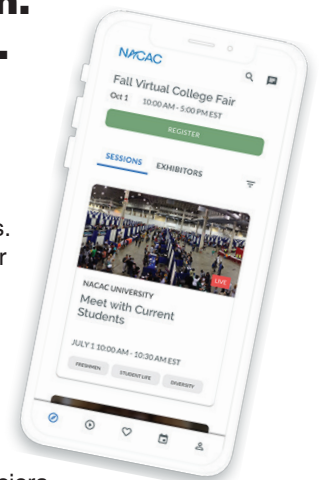 NACAC
Fall Virtual College Fair
Oct 1 10:00 AM - 5:00 PM EST
REGISTER
SESSIONS EXHIBITORS
LIVE
NACAC UNIVERSITY
Meet with Current
Students
JULY 1 10:00 AM - 10:30 AM EST
FRESHMEN STUDENT LIFE DIVERSITY